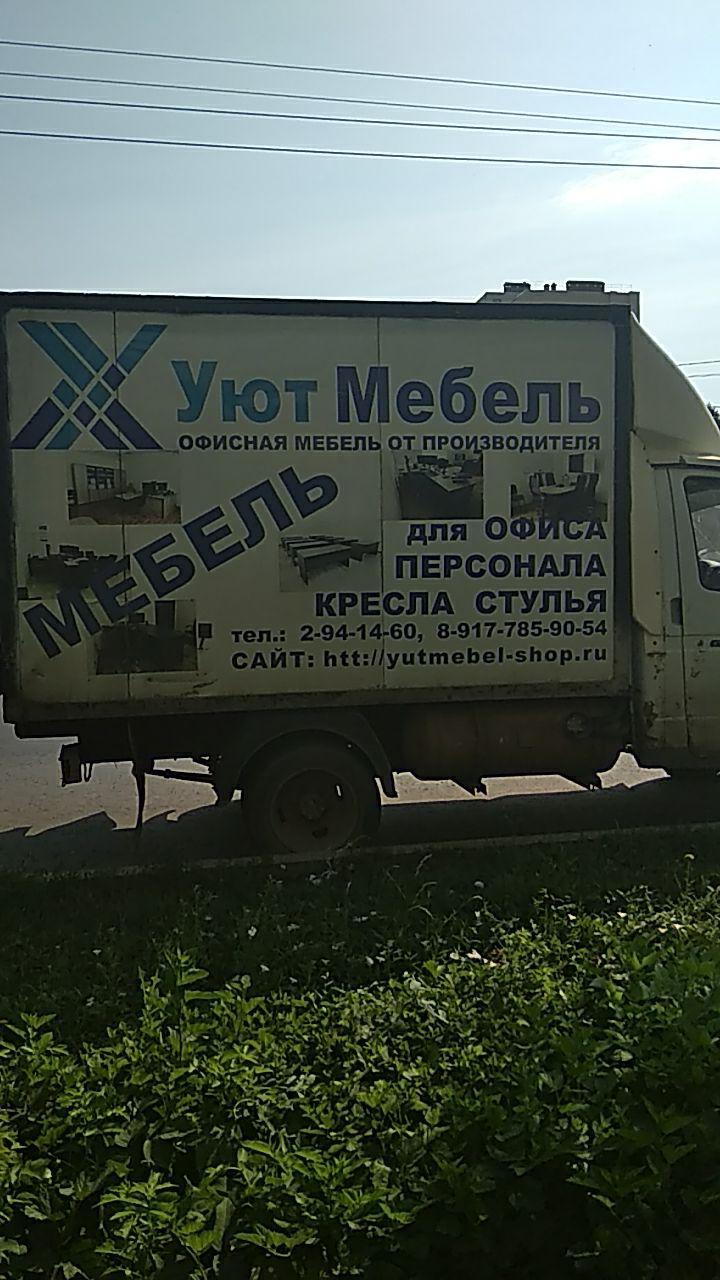 Уют Мебель
ОФИСНАЯ МЕБЕЛЬ ОТ ПРОИЗВОДИТЕЛЯ
МЕБЕЛЬ
для ОФИСА
ПЕРСОНАЛА
КРЕСЛА СТУЛЬЯ
тел.: 2-94-14-60, 8-917-785-90-54
САЙТ: htt://yutmebel-shop.ru